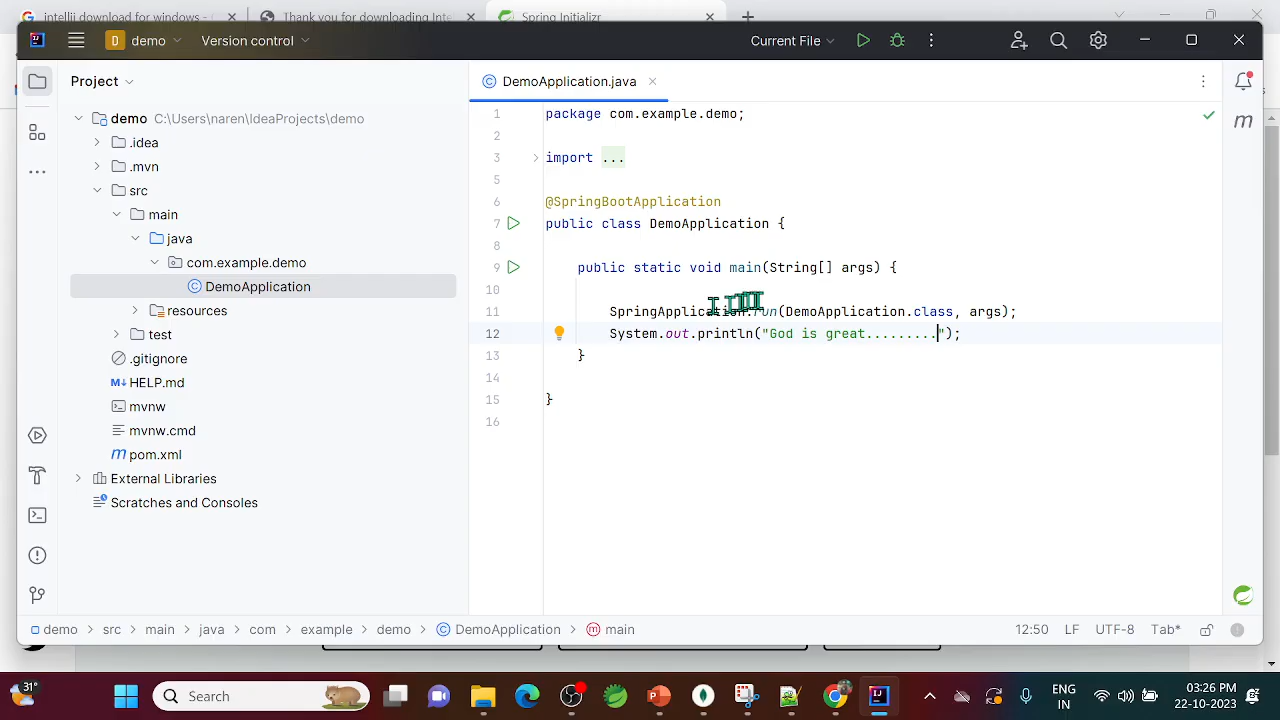 intellij download for windows - 
Thank you for downloading Inte
Spring Initializr
D demo
Version control
Current File
Project
DemoApplication.java
demo C:\Users\naren\IdeaProjects\demo
.idea
.mvn
src
main
java
com.example.demo
DemoApplication
resources
test
.gitignore
HELP.md
mvnw
mvnw.cmd
pom.xml
External Libraries
Scratches and Consoles
1 package com.example.demo;
2
3 import ...
5
6 @SpringBootApplication
7 public class DemoApplication {
8
9 public static void main(String[] args) {
10
11 SpringApplication.run(DemoApplication.class, args);
12 System.out.println("God is great.........");
13 }
14
15 }
16
demo > src > main > java > com > example > demo > DemoApplication > main
12:50 LF UTF-8 Tab*
31°
Search
ENG
IN
03:26 PM
22-10-2023